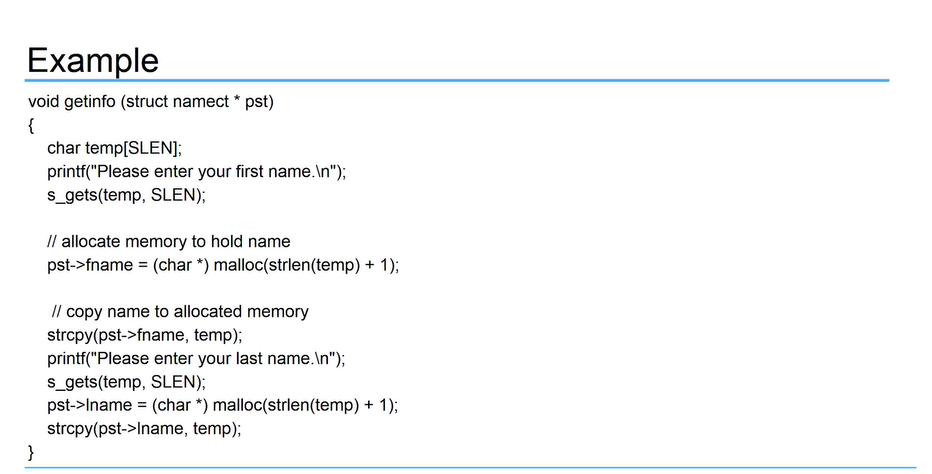 Example
void getinfo (struct namect * pst)
{
char temp[SLEN];
printf("Please enter your first name.\n");
s_gets(temp, SLEN);
// allocate memory to hold name
pst->fname = (char *) malloc(strlen(temp) + 1);
// copy name to allocated memory
strcpy(pst->fname, temp);
printf("Please enter your last name.\n");
s_gets(temp, SLEN);
pst->lname = (char *) malloc(strlen(temp) + 1);
strcpy(pst->lname, temp);
}